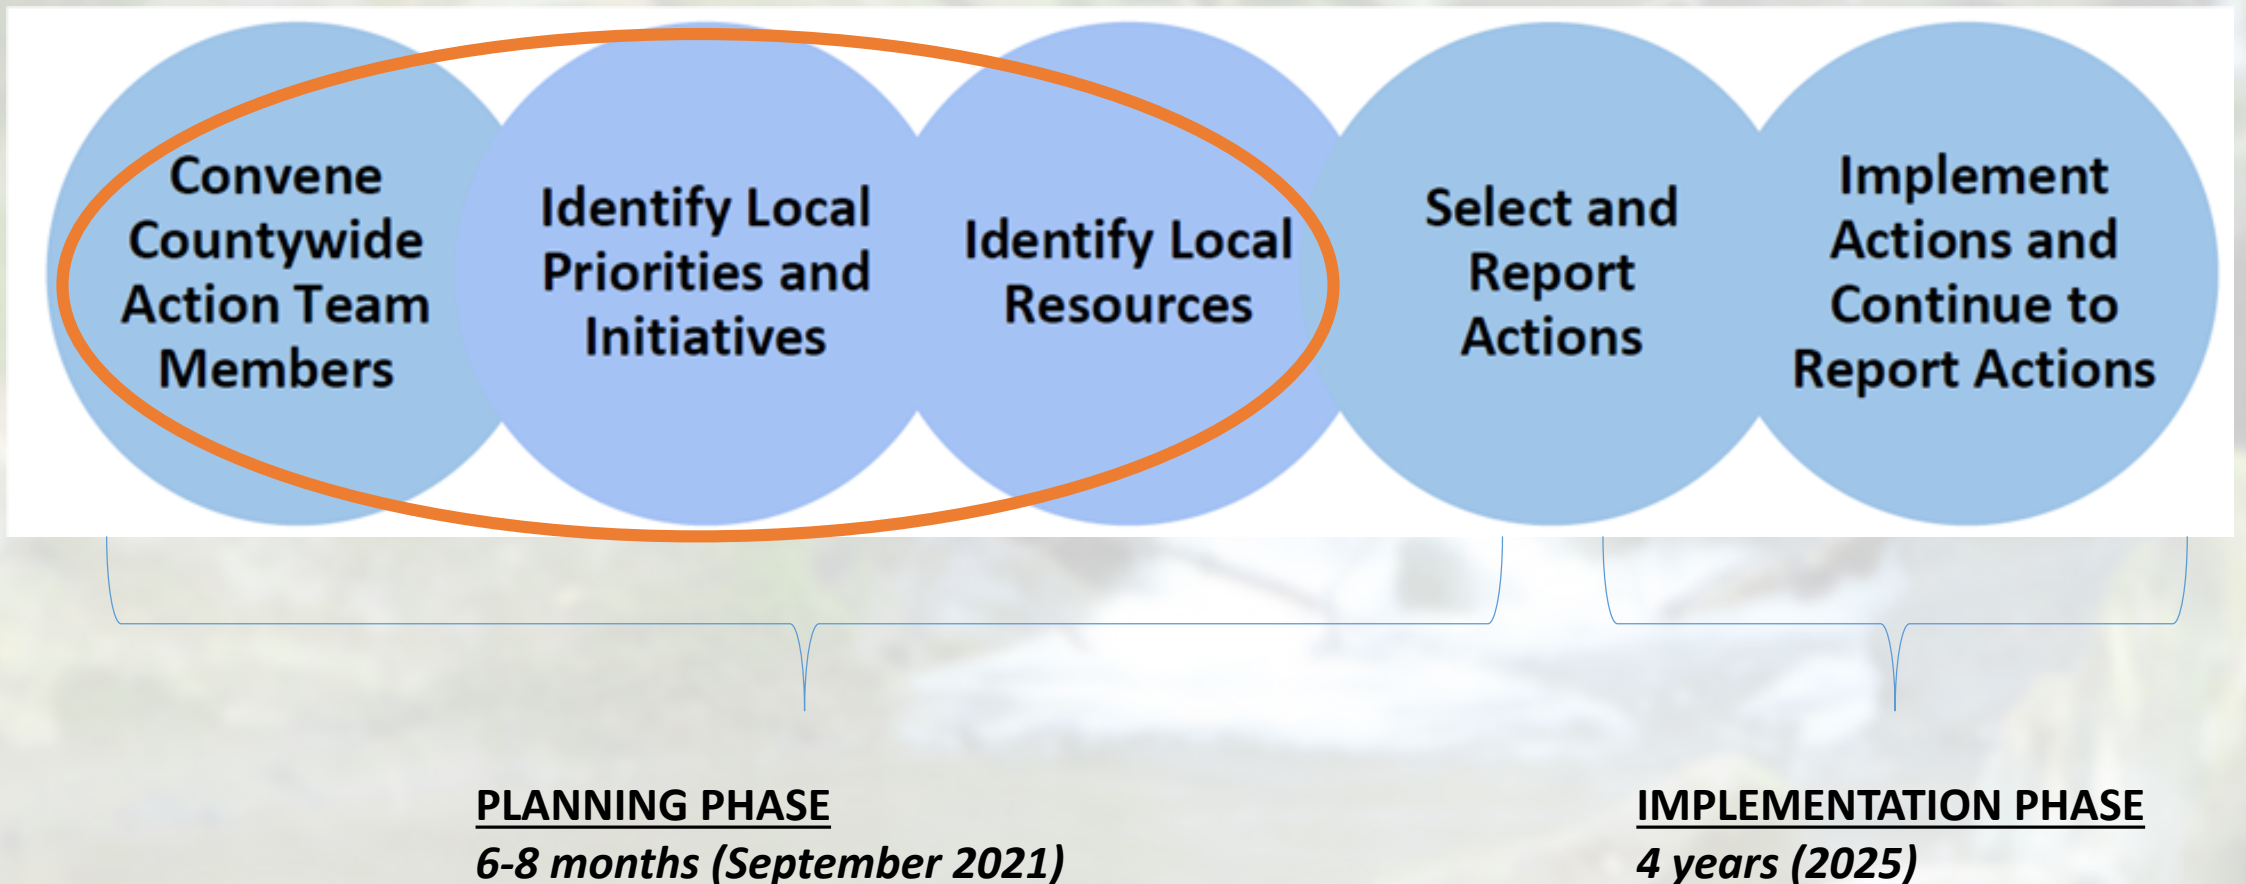 Convene
Countywide
Action Team
Members
Identify Local
Priorities and
Initiatives
Identify Local
Resources
Select and
Report
Actions
Implement
Actions and
Continue to
Report Actions
PLANNING PHASE
6-8 months (September 2021)
IMPLEMENTATION PHASE
4 years (2025)